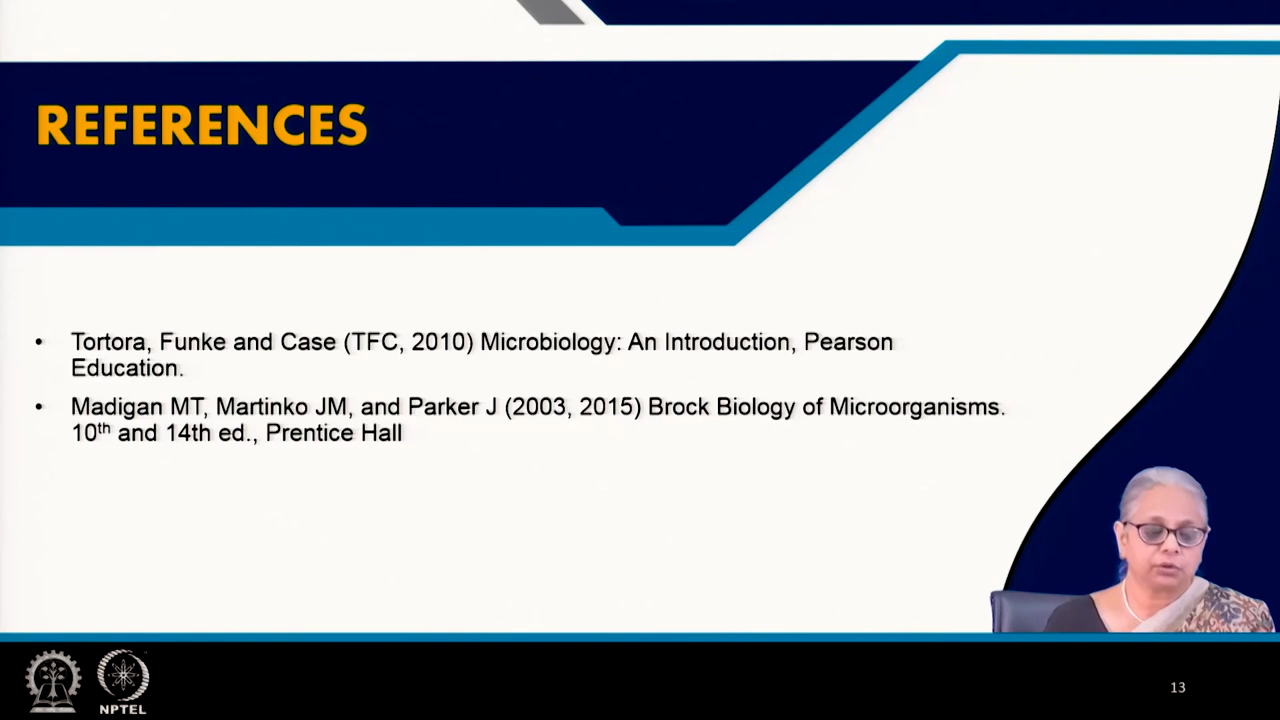 REFERENCES
• Tortora, Funke and Case (TFC, 2010) Microbiology: An Introduction, Pearson
Education.
• Madigan MT, Martinko JM, and Parker J (2003, 2015) Brock Biology of Microorganisms.
10th and 14th ed., Prentice Hall
NPTEL
13